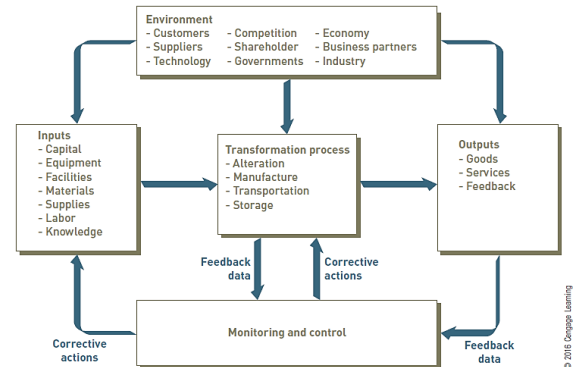 Environment
- Customers - Competition - Economy
- Suppliers - Shareholder - Business partners
- Technology - Governments - Industry
Inputs
- Capital
- Equipment
- Facilities
- Materials
- Supplies
- Labor
- Knowledge
Transformation process
- Alteration
- Manufacture
- Transportation
- Storage
Outputs
- Goods
- Services
- Feedback
Feedback
data
Corrective
actions
Monitoring and control
Corrective
actions
Feedback
data
© 2016 Cengage Learning